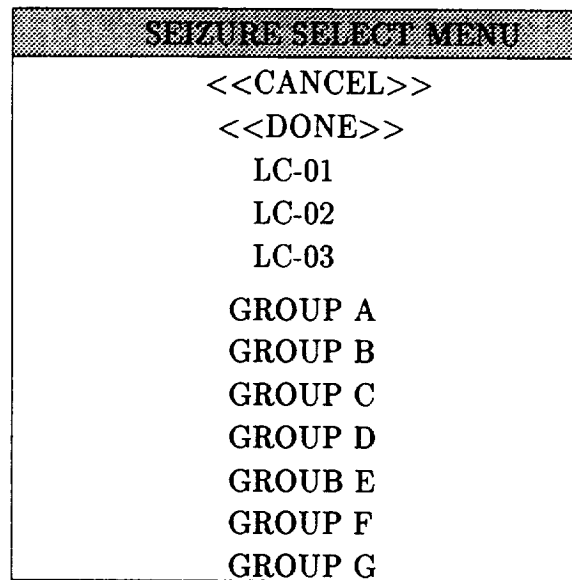 SEIZURE SELECT MENU
<<CANCEL>>
<<DONE>>
LC-01
LC-02
LC-03
GROUP A
GROUP B
GROUP C
GROUP D
GROUB E
GROUP F
GROUP G